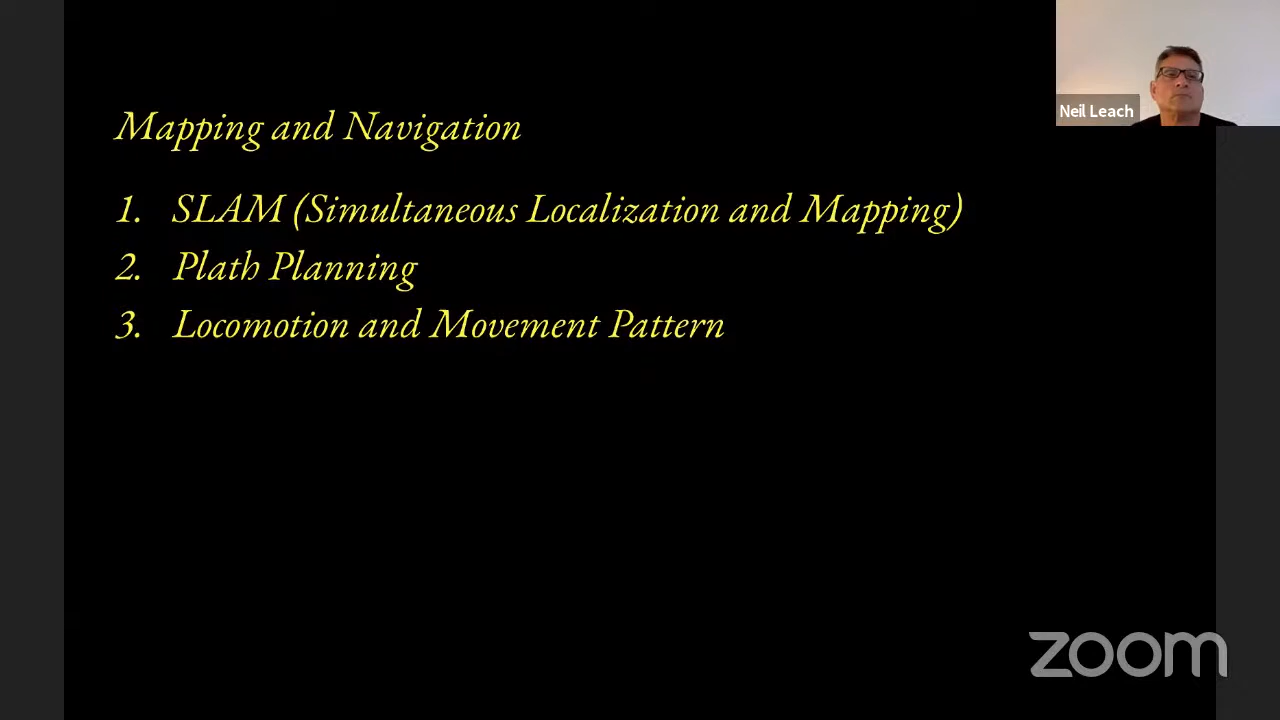 Neil Leach
Mapping and Navigation
1. SLAM (Simultaneous Localization and Mapping)
2. Plath Planning
3. Locomotion and Movement Pattern
zoom